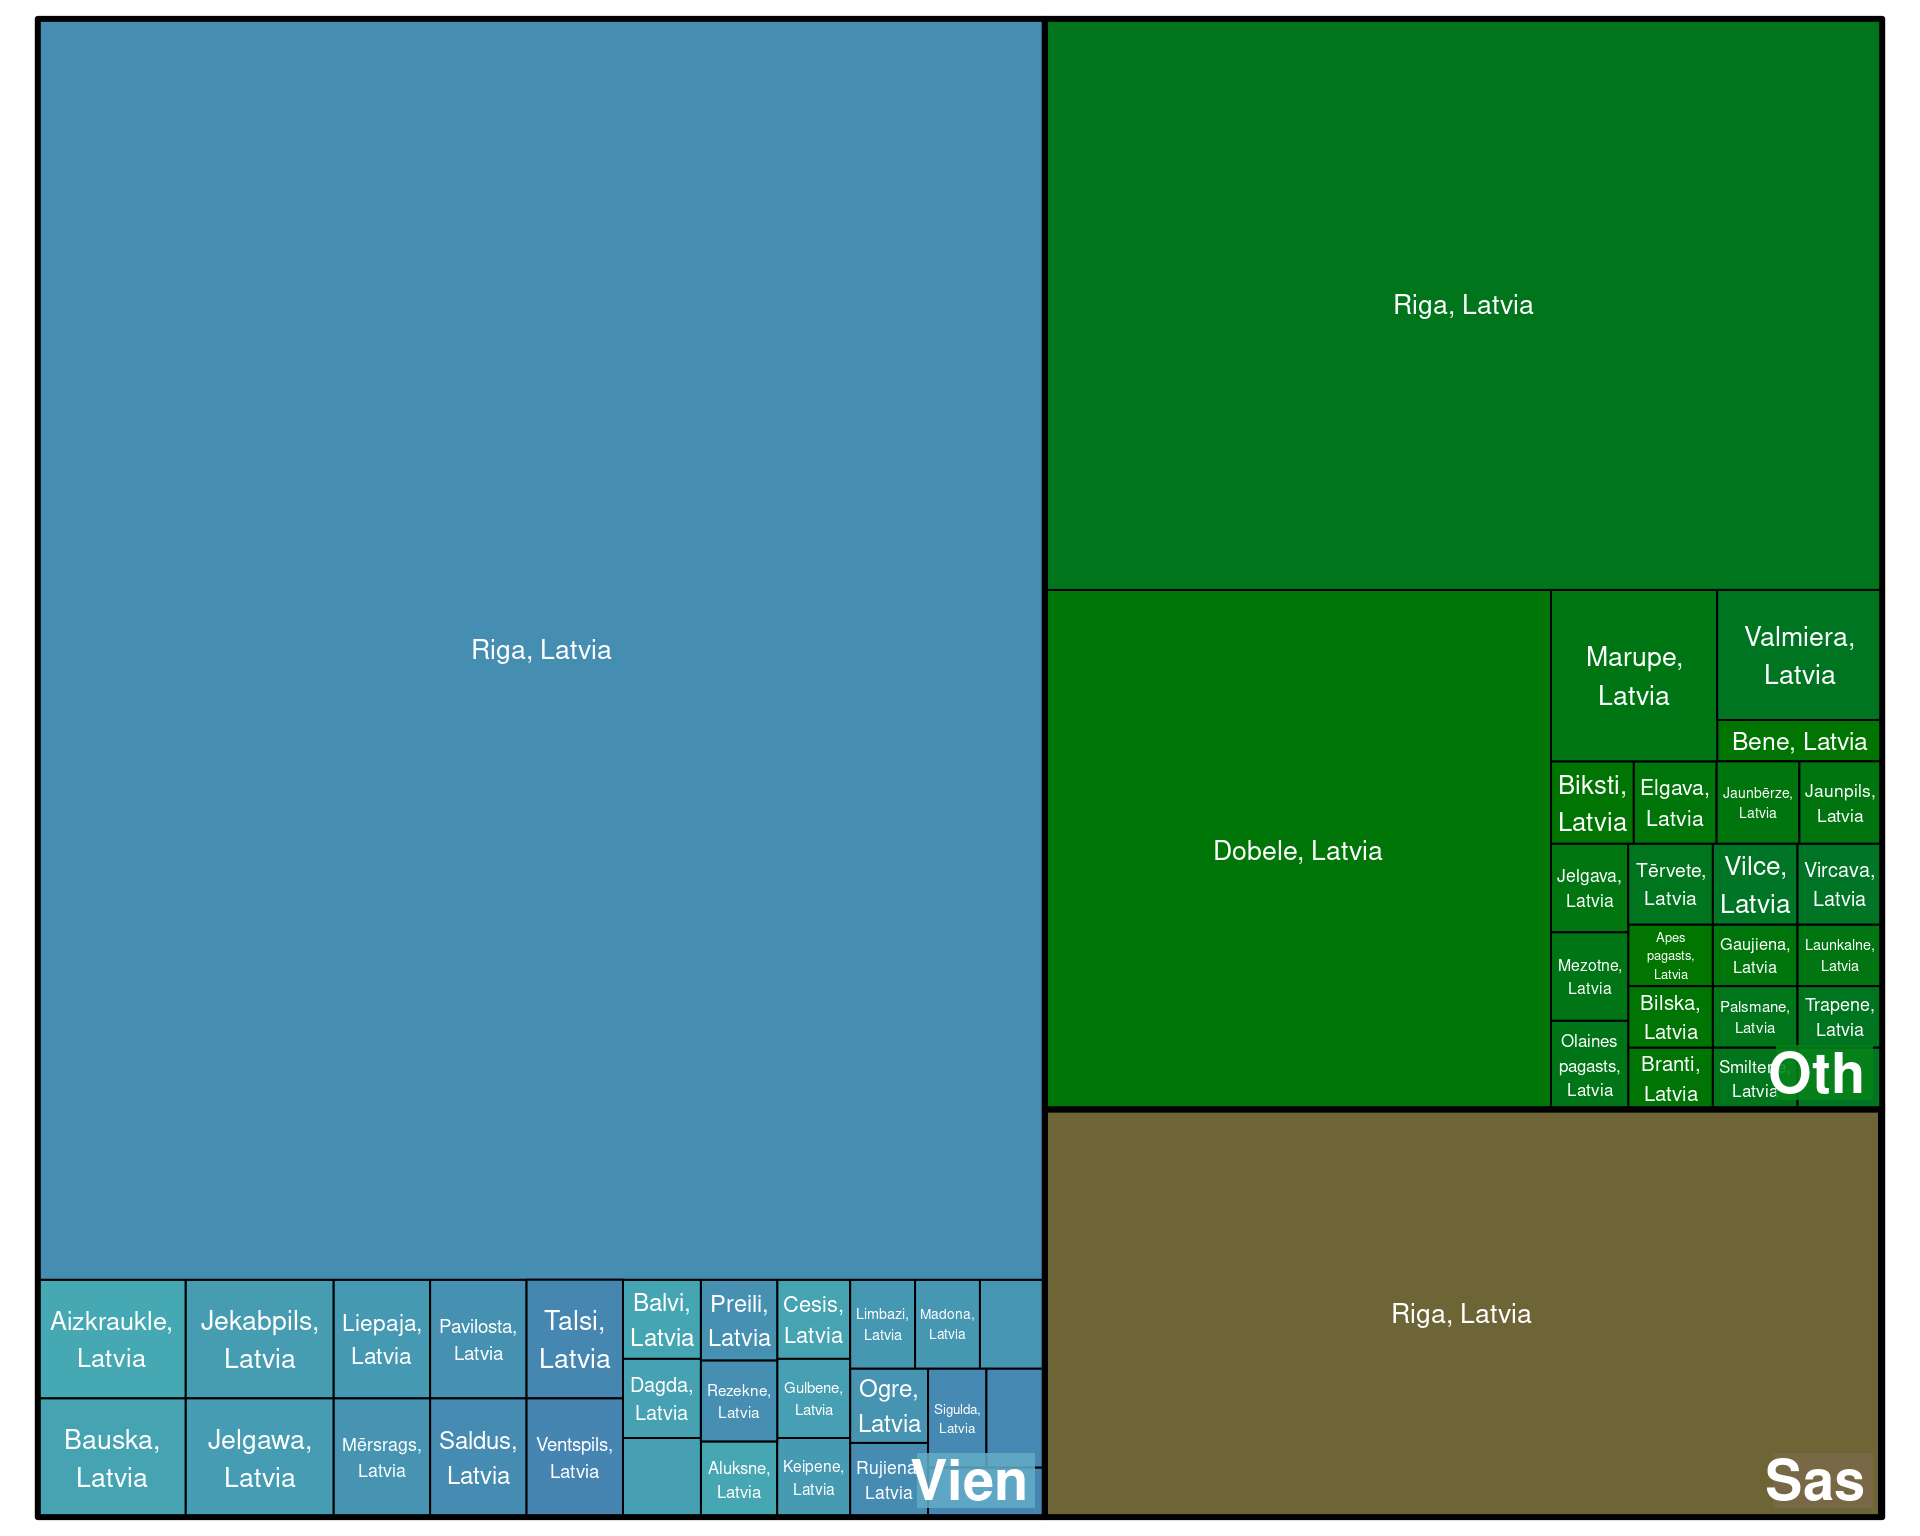 Riga, Latvia
Aizkraukle,
Latvia
Bauska,
Latvia
Jekabpils,
Latvia
Jelgawa,
Latvia
Liepaja,
Latvia
Mērsrags,
Latvia
Pavilosta,
Latvia
Saldus,
Latvia
Talsi,
Latvia
Ventspils,
Latvia
Balvi,
Latvia
Dagda,
Latvia
Preili,
Latvia
Rezekne,
Latvia
Aluksne,
Latvia
Cesis,
Latvia
Gulbene,
Latvia
Keipene,
Latvia
Limbazi,
Latvia
Madona,
Latvia
Ogre,
Latvia
Rujiena
Latvia
Sigulda,
Latvia
Vien
Riga, Latvia
Dobele, Latvia
Marupe,
Latvia
Valmiera,
Latvia
Bene, Latvia
Biksti,
Latvia
Elgava,
Latvia
Jaunbērze,
Latvia
Jaunpils,
Latvia
Jelgava,
Latvia
Mezotne,
Latvia
Olaines
pagasts,
Latvia
Tērvete,
Latvia
Vilce,
Latvia
Vircava,
Latvia
Apes
pagasts,
Latvia
Gaujiena,
Latvia
Launkalne,
Latvia
Bilska,
Latvia
Palsmane,
Latvia
Trapene,
Latvia
Branti,
Latvia
Smiltene,
Latvia
Oth
Riga, Latvia
Sas